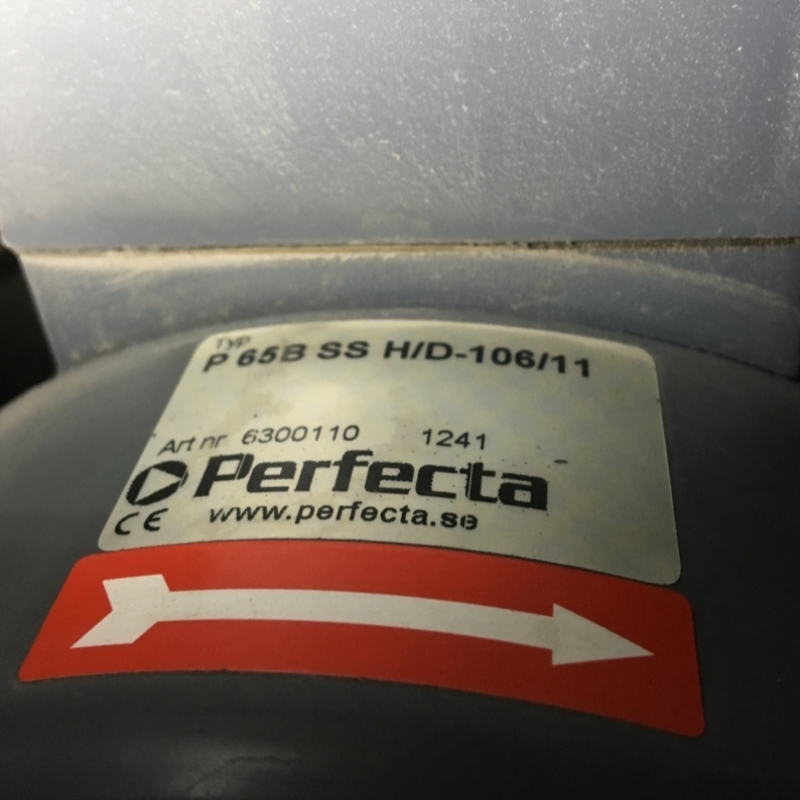 Typ
P 65B SS H/D-106/11
Art nr 6300110 1241
Perfecta
CE www.perfecta.se